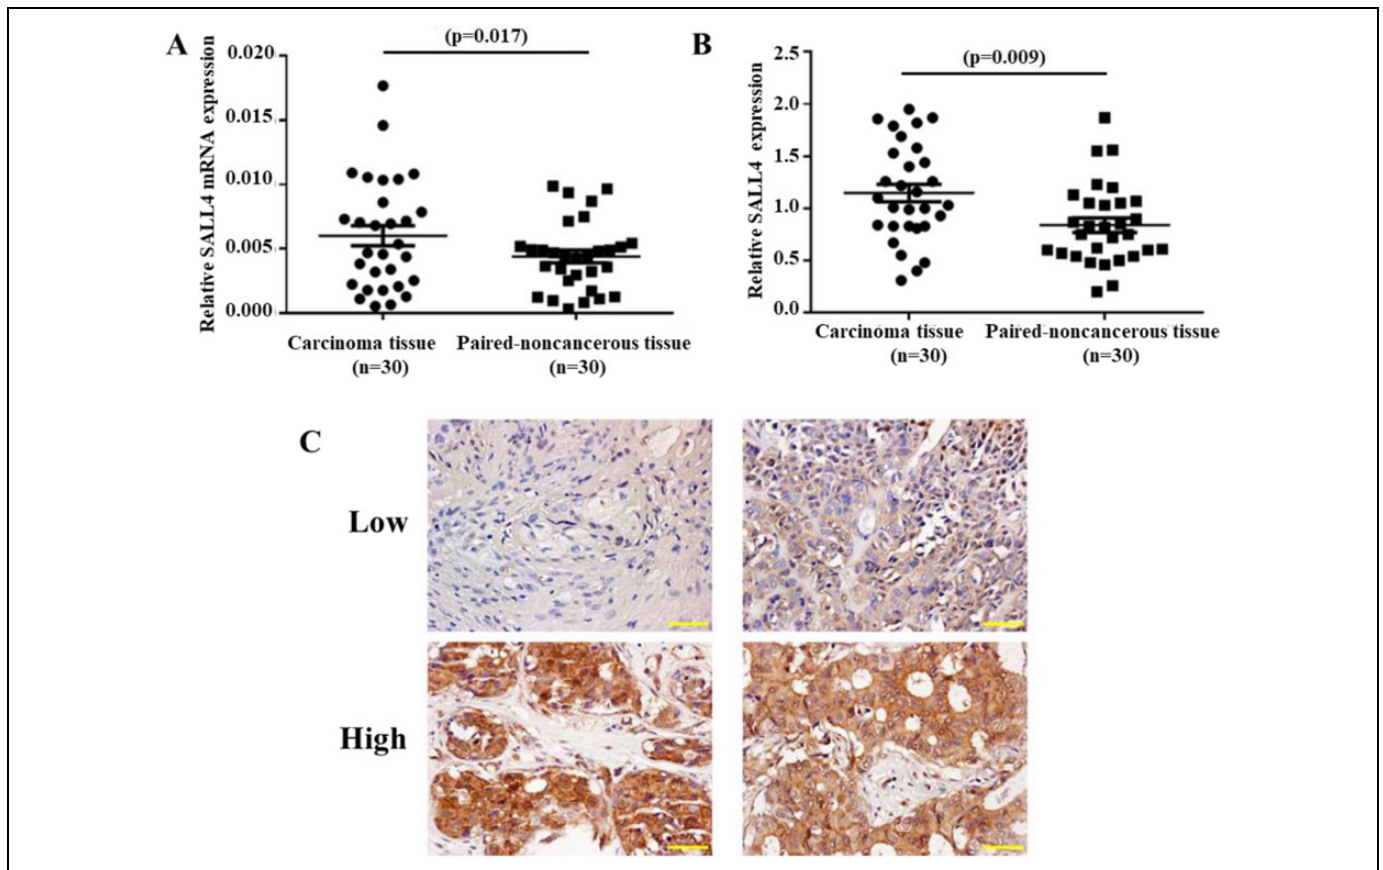 A
Relative SALL4 mRNA expression
(p=0.017)
0.020
0.015
0.010
0.005
0.000
Carcinoma tissue
(n=30)
Paired-noncancerous tissue
(n=30)
B
Relative SALL4 expression
(p=0.009)
2.5
2.0
1.5
1.0
0.5
0.0
Carcinoma tissue
(n=30)
Paired-noncancerous tissue
(n=30)
C
Low
High